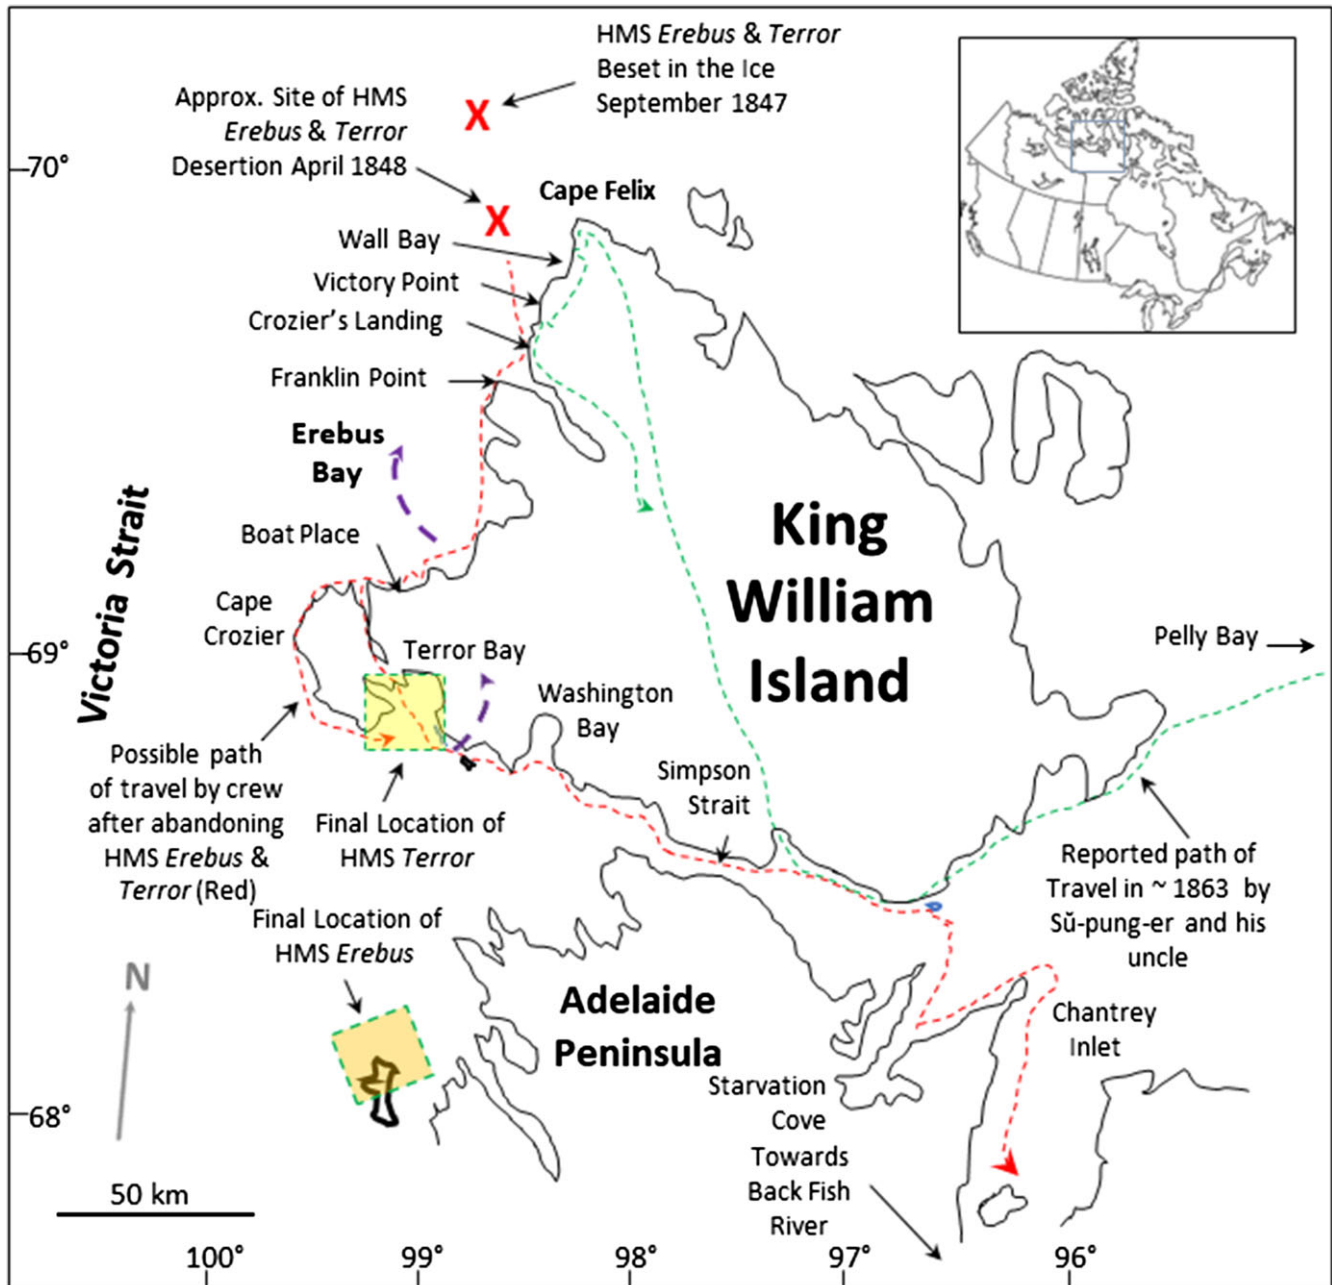 HMS Erebus & Terror
Beset in the Ice
September 1847
Approx. Site of HMS
Erebus & Terror
Desertion April 1848
X
X
70°
Cape Felix
Wall Bay
Victory Point
Crozier's Landing
Franklin Point
Erebus
Bay
Boat Place
Victoria Strait
Cape
Crozier
King
William
Island
Pelly Bay
69°
Terror Bay
Washington
Bay
Simpson
Strait
Possible path
of travel by crew
after abandoning
HMS Erebus &
Terror (Red)
Final Location of
HMS Terror
Final Location of
HMS Erebus
Reported path of
Travel in ~ 1863 by
Sŭ-pung-er and his
uncle
N
Adelaide
Peninsula
Chantrey
Inlet
Starvation
Cove
Towards
Back Fish
River
68°
50 km
100°
99°
98°
97°
96°